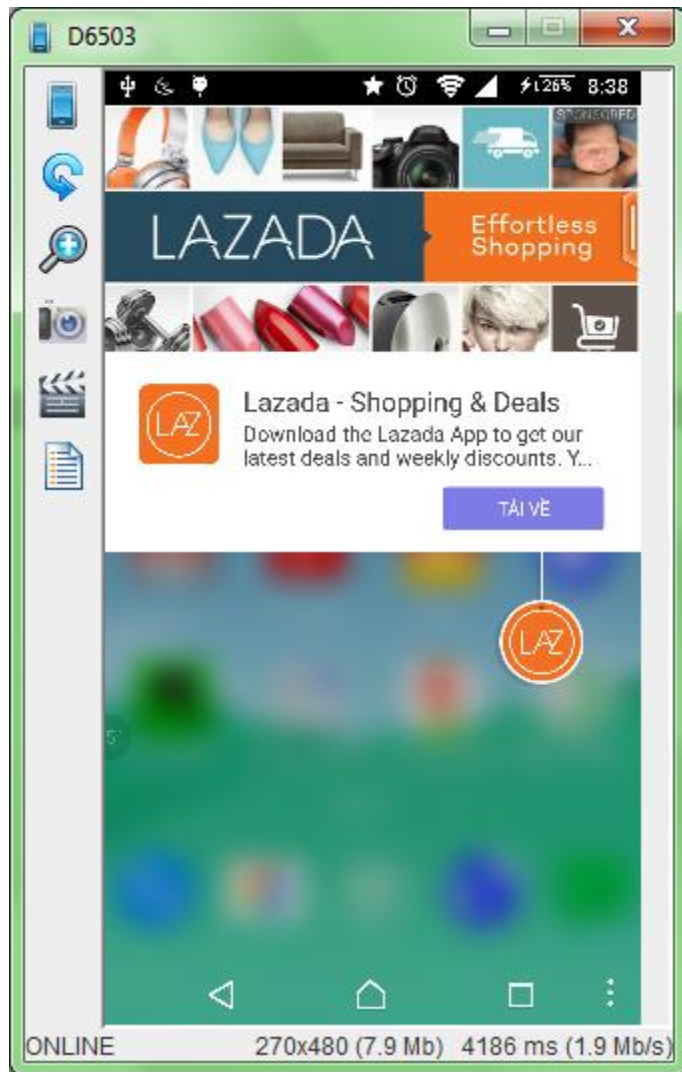 D6503
26% 8:38
SPONSORED
LAZADA
Effortless
Shopping
LAZ
Lazada - Shopping & Deals
Download the Lazada App to get our
latest deals and weekly discounts. Y...
TẢI VỀ
LAZ
ONLINE 270x480 (7.9 Mb) 4186 ms (1.9 Mb/s)